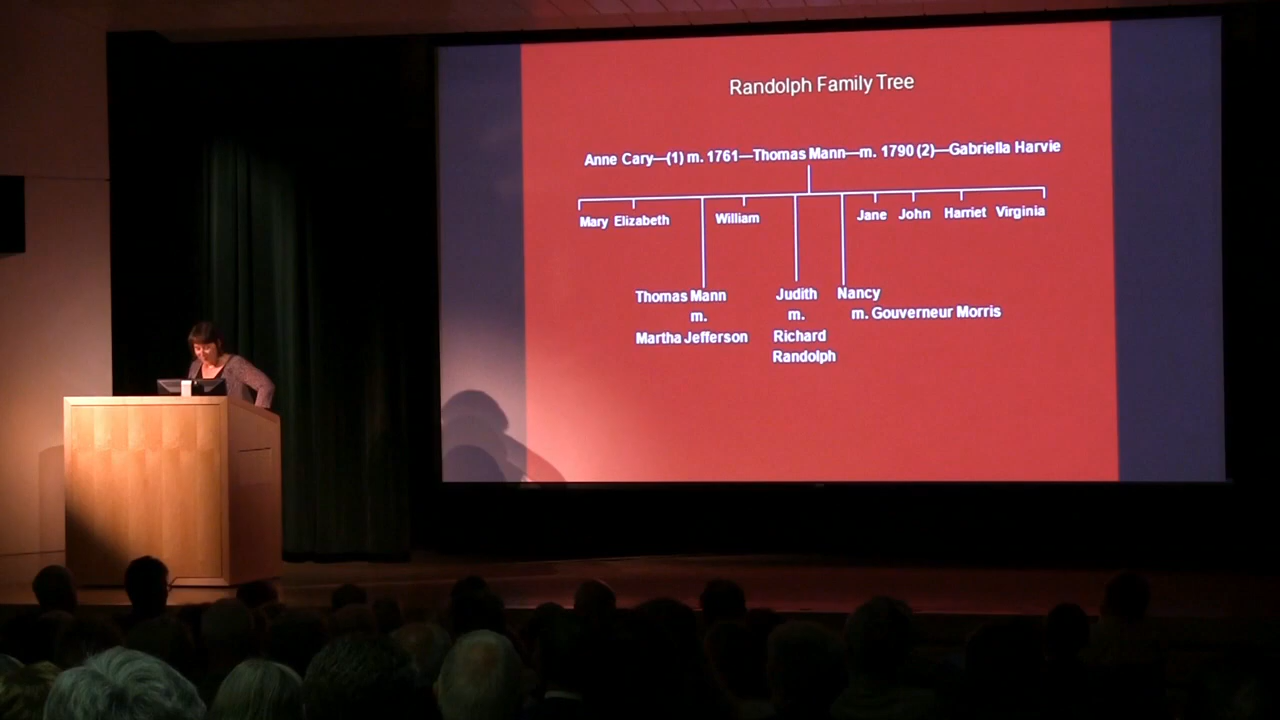 Randolph Family Tree
Anne Cary—(1) m. 1761—Thomas Mann—m. 1790 (2)—Gabriella Harvie
Mary Elizabeth William Jane John Harriet Virginia
Thomas Mann
m.
Martha Jefferson
Judith
m.
Richard
Randolph
Nancy
m. Gouverneur Morris